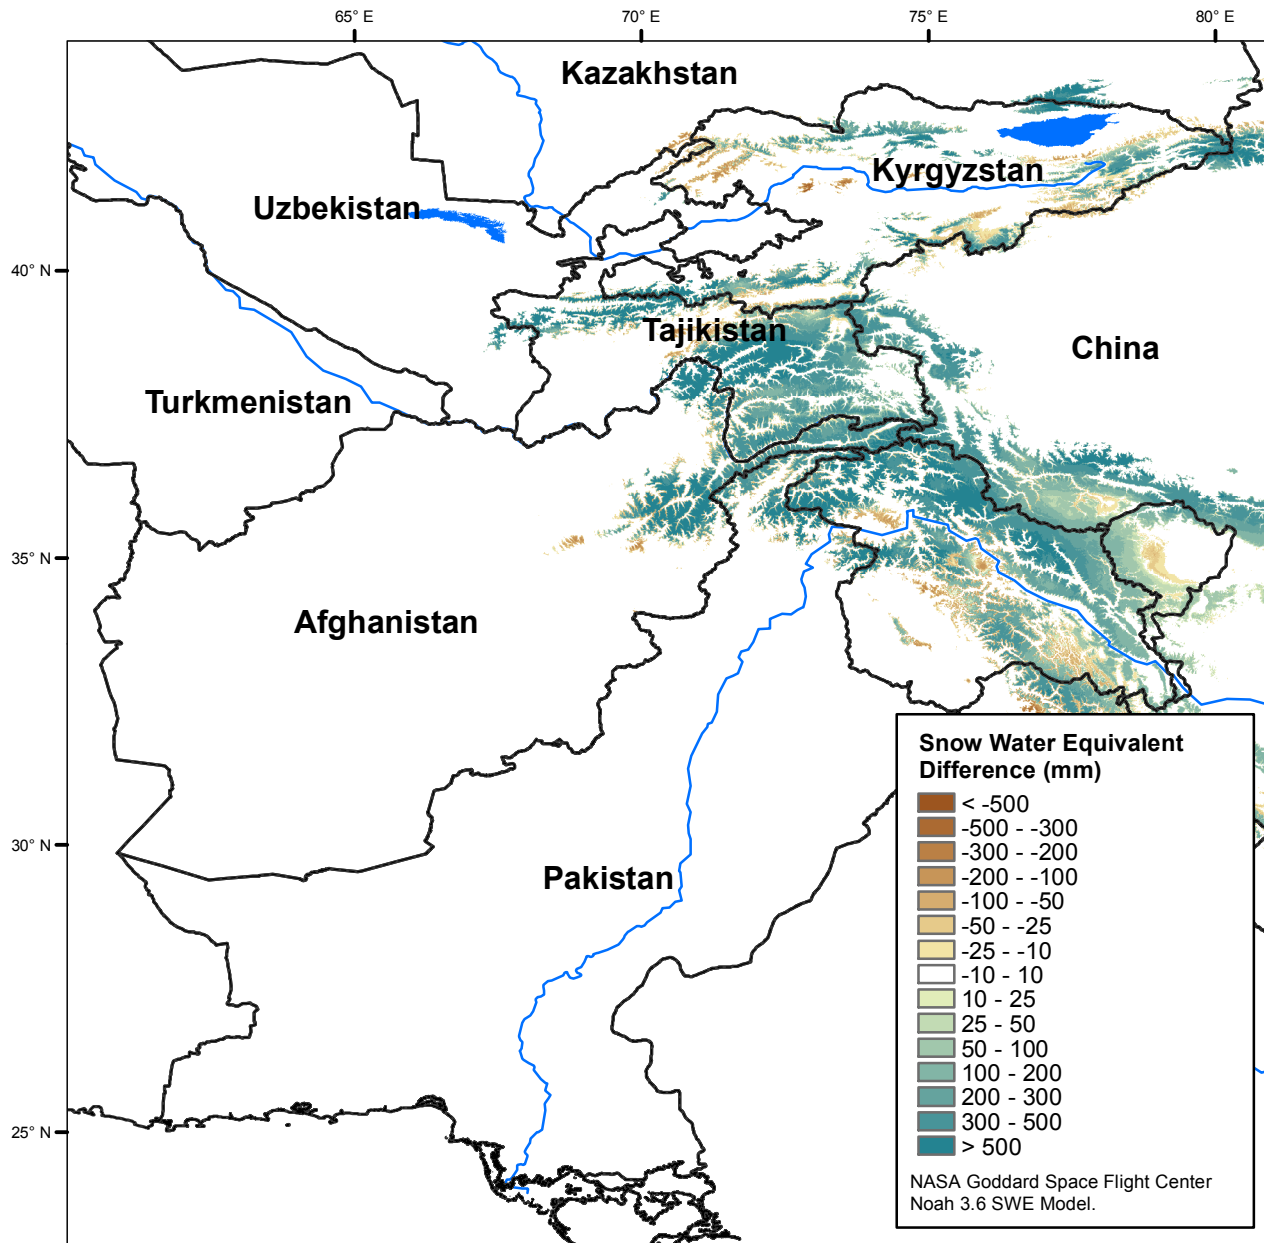 65° E
70° E
75° E
80° E
Kazakhstan
Kyrgyzstan
Uzbekistan
40° N
Tajikistan
China
Turkmenistan
35° N
Afghanistan
Snow Water Equivalent
Difference (mm)
< -500
-500 - -300
-300 - -200
-200 - -100
-100 - -50
-50 - -25
-25 - -10
-10 - 10
10 - 25
25 - 50
50 - 100
100 - 200
200 - 300
300 - 500
> 500
30° N
Pakistan
25° N
NASA Goddard Space Flight Center
Noah 3.6 SWE Model.